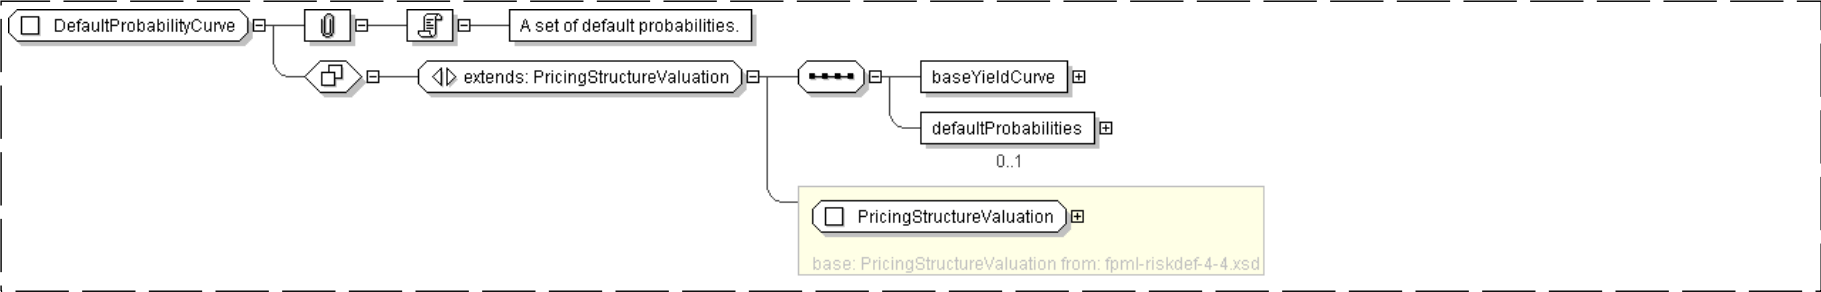 DefaultProbabilityCurve
A set of default probabilities.
extends: PricingStructureValuation
baseYieldCurve
defaultProbabilities
0..1
PricingStructureValuation
base: PricingStructureValuation from: fpml-riskdef-4-4.xsd